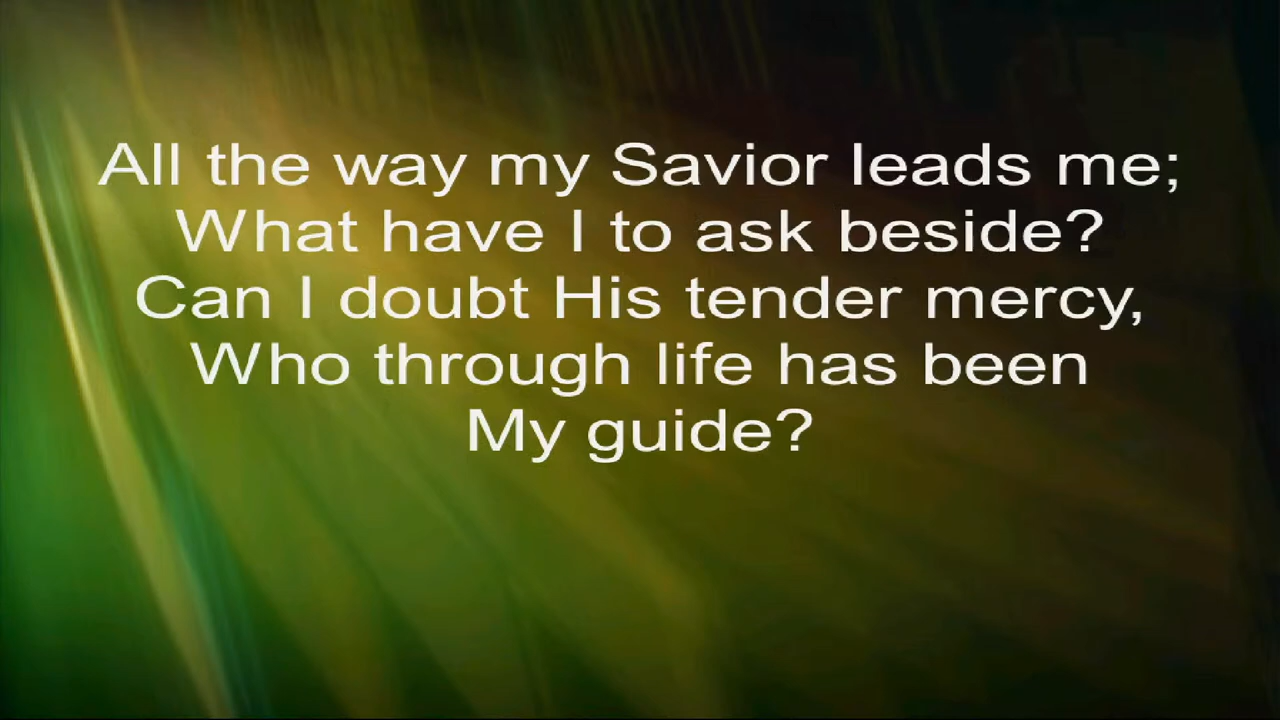 All the way my Savior leads me;
What have I to ask beside?
Can I doubt His tender mercy,
Who through life has been
My guide?